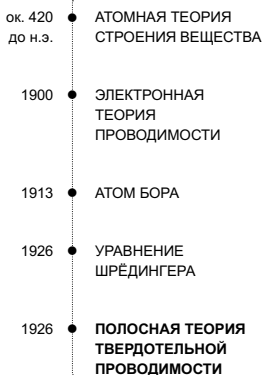 ок. 420
до н.э.
АТОМНАЯ ТЕОРИЯ
СТРОЕНИЯ ВЕЩЕСТВА
1900
ЭЛЕКТРОННАЯ
ТЕОРИЯ
ПРОВОДИМОСТИ
1913
АТОМ БОРА
1926
УРАВНЕНИЕ
ШРЁДИНГЕРА
1926
ПОЛОСНАЯ ТЕОРИЯ
ТВЕРДОТЕЛЬНОЙ
ПРОВОДИМОСТИ